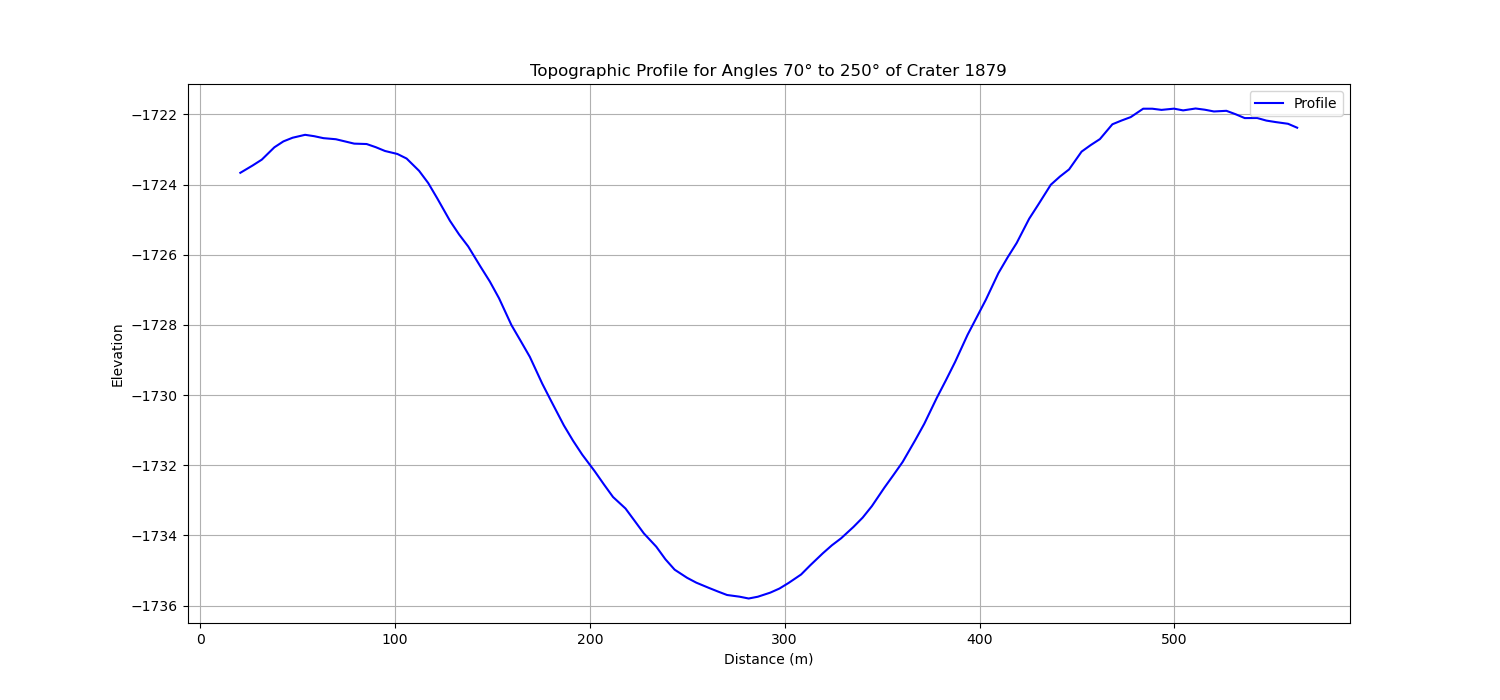 Topographic Profile for Angles 70° to 250° of Crater 1879
Profile
−1722
−1724
−1726
−1728
−1730
−1732
−1734
−1736
Elevation
0 100 200 300 400 500
Distance (m)